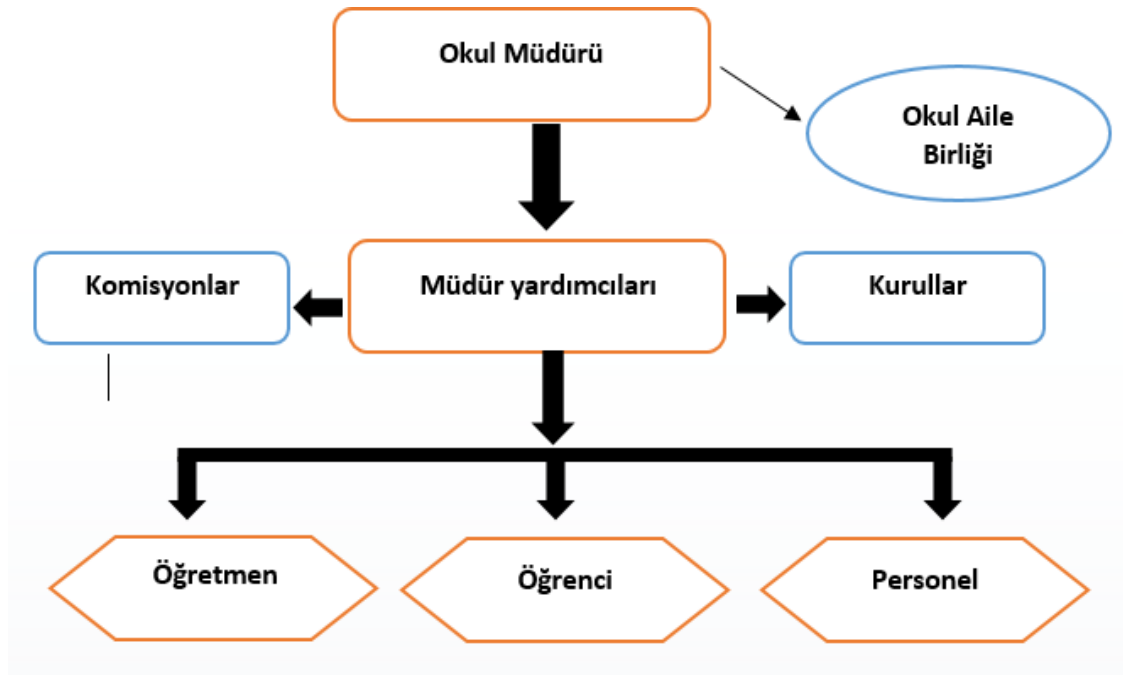 Okul Müdürü
Okul Aile
Birliği
Komisyonlar
Müdür yardımcıları
Kurullar
Öğretmen
Öğrenci
Personel